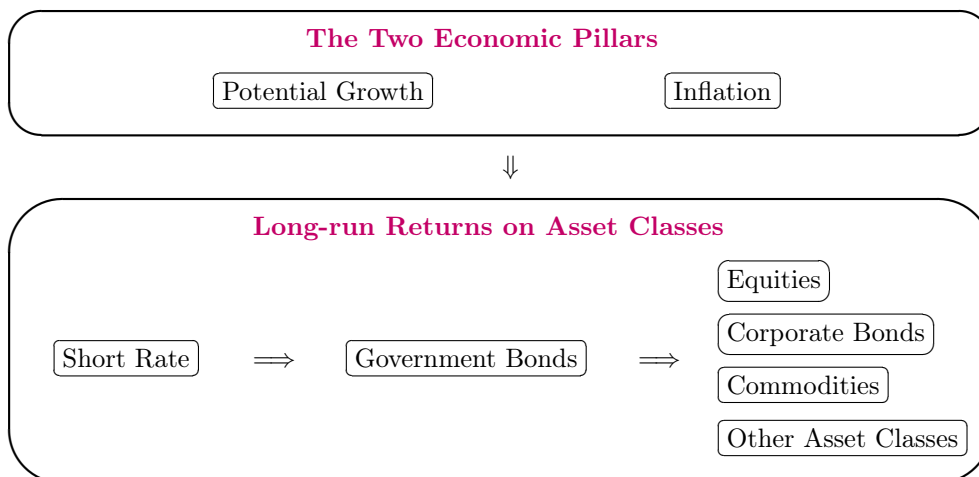 The Two Economic Pillars
Potential Growth Inflation
⇓
Long-run Returns on Asset Classes
Equities
Corporate Bonds
Short Rate ⟹ Government Bonds ⟹
Commodities
Other Asset Classes